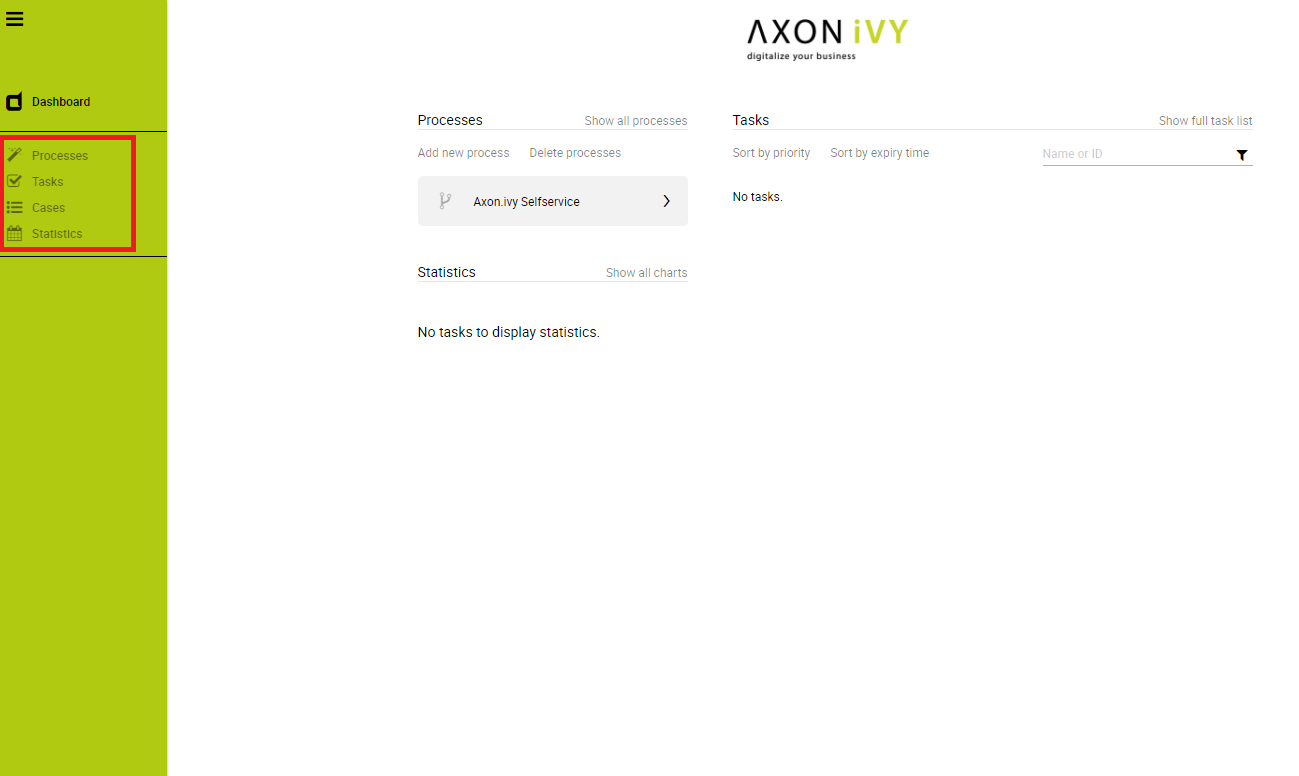 AXON iVY
digitalize your business
Dashboard
Processes
Tasks
Cases
Statistics
Processes Show all processes
Add new process Delete processes
Axon.ivy Selfservice
Statistics Show all charts
No tasks to display statistics.
Tasks Show full task list
Sort by priority Sort by expiry time Name or ID
No tasks.